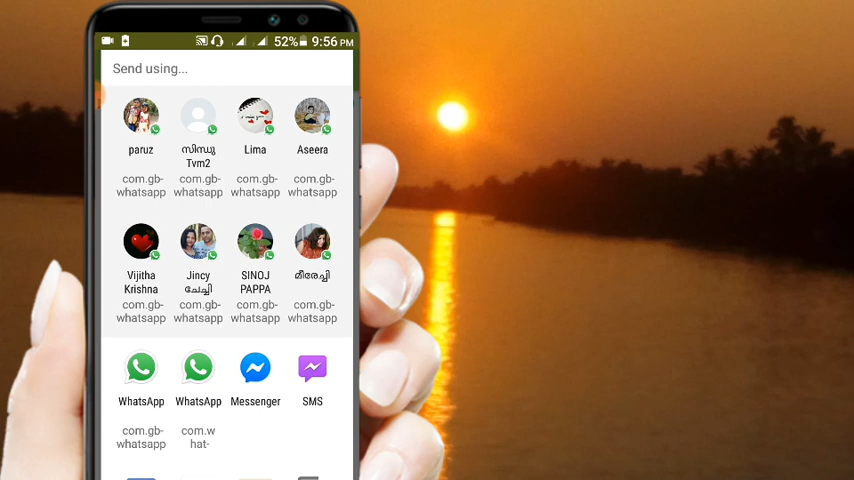 52% 9:56 PM
Send using...
paruz സിന്ധു Lima Aseera
Tvm2
com.gb- com.gb- com.gb- com.gb-
whatsapp whatsapp whatsapp whatsapp
Vijitha Jincy SINOJ മീരേച്ചി
Krishna ചേച്ചി PAPPA
com.gb- com.gb- com.gb- com.gb-
whatsapp whatsapp whatsapp whatsapp
WhatsApp WhatsApp Messenger SMS
com.gb- com.w
whatsapp hat-